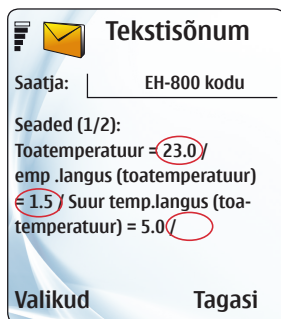 Tekstisõnum
Saatja: EH-800 kodu
Seaded (1/2):
Toatemperatuur = 23.0 /
emp .langus (toatemperatuur)
= 1.5 / Suur temp.langus (toa-
temperatuur) = 5.0 /
Valikud Tagasi